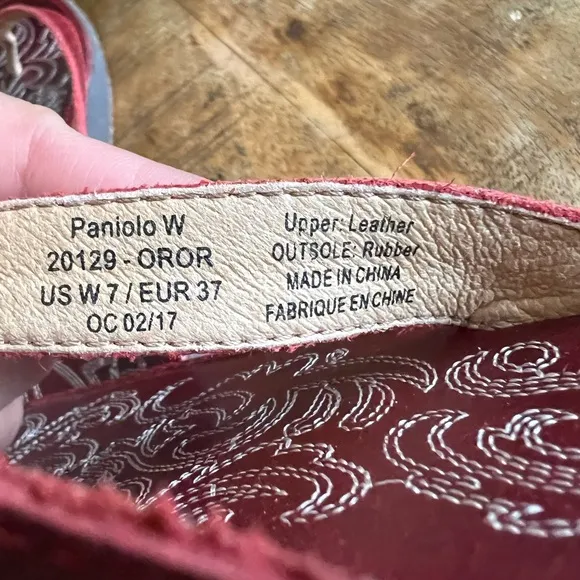 Paniolo W
20129 - OROR
US W 7 / EUR 37
OC 02/17
Upper: Leather
OUTSOLE: Rubber
MADE IN CHINA
FABRIQUE EN CHINE